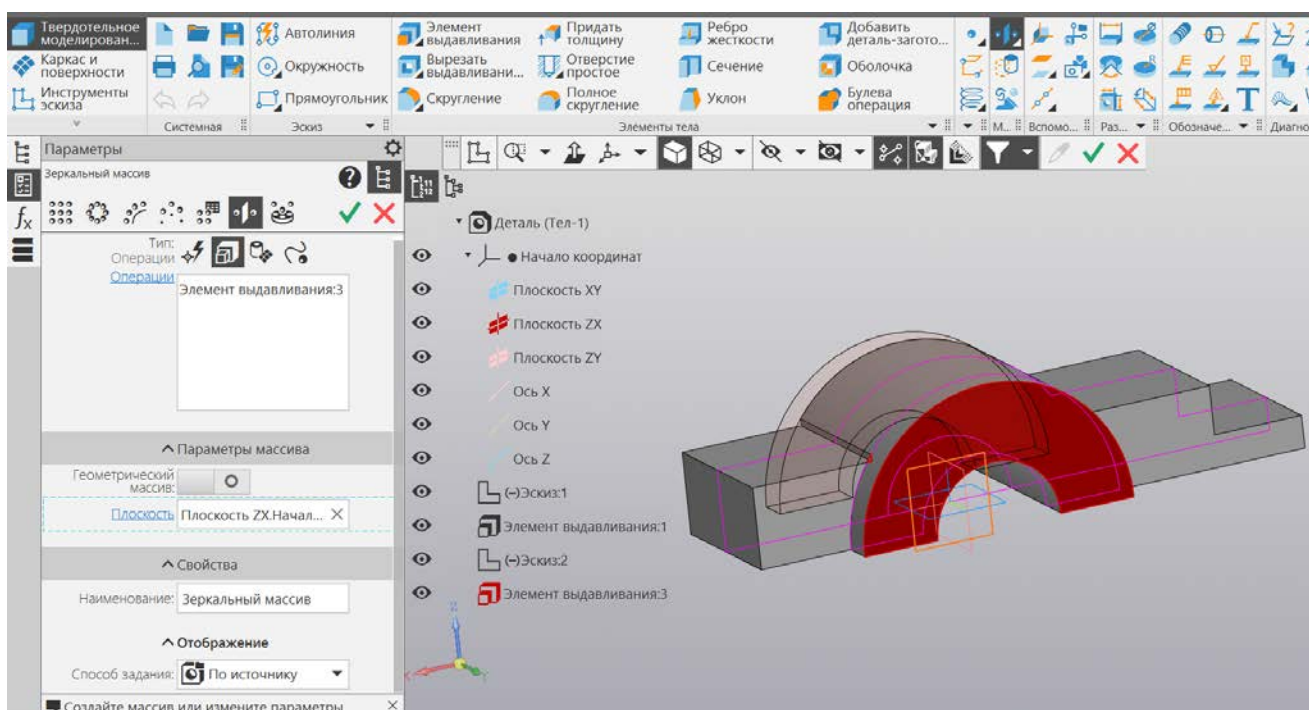 Твердотельное
моделирован...
Каркас и
поверхности
Инструменты
эскиза
Системная
Автолиния
Окружность
Прямоугольник
Эскиз
Элемент
выдавливания
Вырезать
выдавливани...
Скругление
Придать
толщину
Отверстие
простое
Полное
скругление
Ребро
жесткости
Сечение
Уклон
Добавить
деталь-загото...
Оболочка
Булева
операция
Элементы тела
М...
Вспомо...
Раз...
Обозначе...
Диагно
Параметры
Зеркальный массив
Тип:
Операции
Операции
Элемент выдавливания:3
Параметры массива
Геометрический
массив:
Плоскость
Плоскость ZX.Начал...
Свойства
Наименование:
Зеркальный массив
Отображение
Способ задания:
По источнику
Создайте массив или измените параметры
Деталь (Тел-1)
Начало координат
Плоскость XY
Плоскость ZX
Плоскость ZY
Ось X
Ось Y
Ось Z
(-)Эскиз:1
Элемент выдавливания:1
(-)Эскиз:2
Элемент выдавливания:3